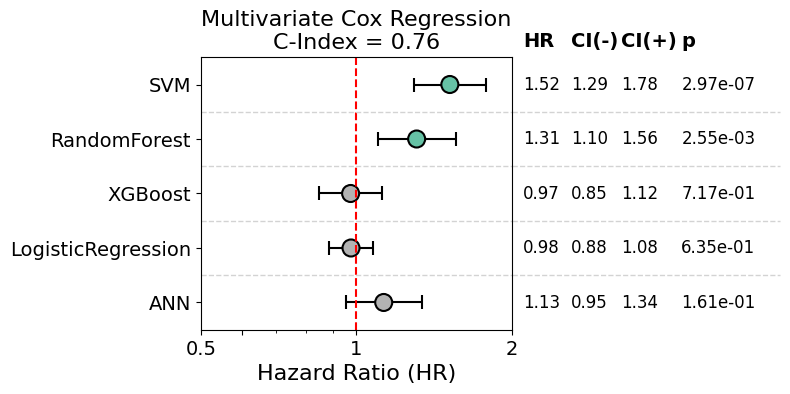 Multivariate Cox Regression
C-Index = 0.76
HR CI(-) CI(+) p
SVM 1.52 1.29 1.78 2.97e-07
RandomForest 1.31 1.10 1.56 2.55e-03
XGBoost 0.97 0.85 1.12 7.17e-01
LogisticRegression 0.98 0.88 1.08 6.35e-01
ANN 1.13 0.95 1.34 1.61e-01
0.5 1 2
Hazard Ratio (HR)